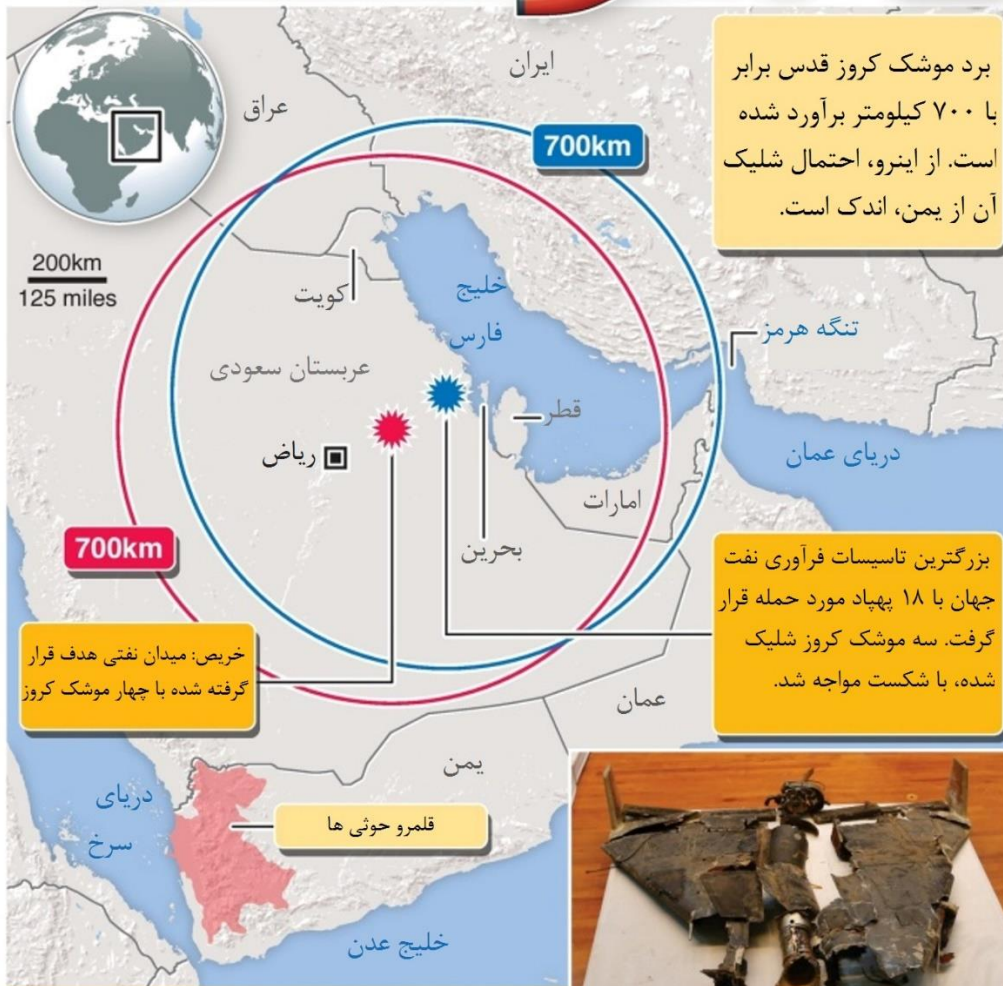 برد موشک کروز قدس برابر
با ۷۰۰ کیلومتر برآورد شده
است. از اینرو، احتمال شلیک
آن از یمن، اندک است.
ایران
عراق
700km
200km
125 miles
کویت
خلیج
فارس
تنگه هرمز
عربستان سعودی
قطر
ریاض
دریای عمان
امارات
بحرین
700km
بزرگترین تاسیسات فرآوری نفت
جهان با ۱۸ پهپاد مورد حمله قرار
گرفت. سه موشک کروز شلیک
شده، با شکست مواجه شد.
خریص: میدان نفتی هدف قرار
گرفته شده با چهار موشک کروز
عمان
یمن
دریای
سرخ
قلمرو حوثی ها
خلیج عدن